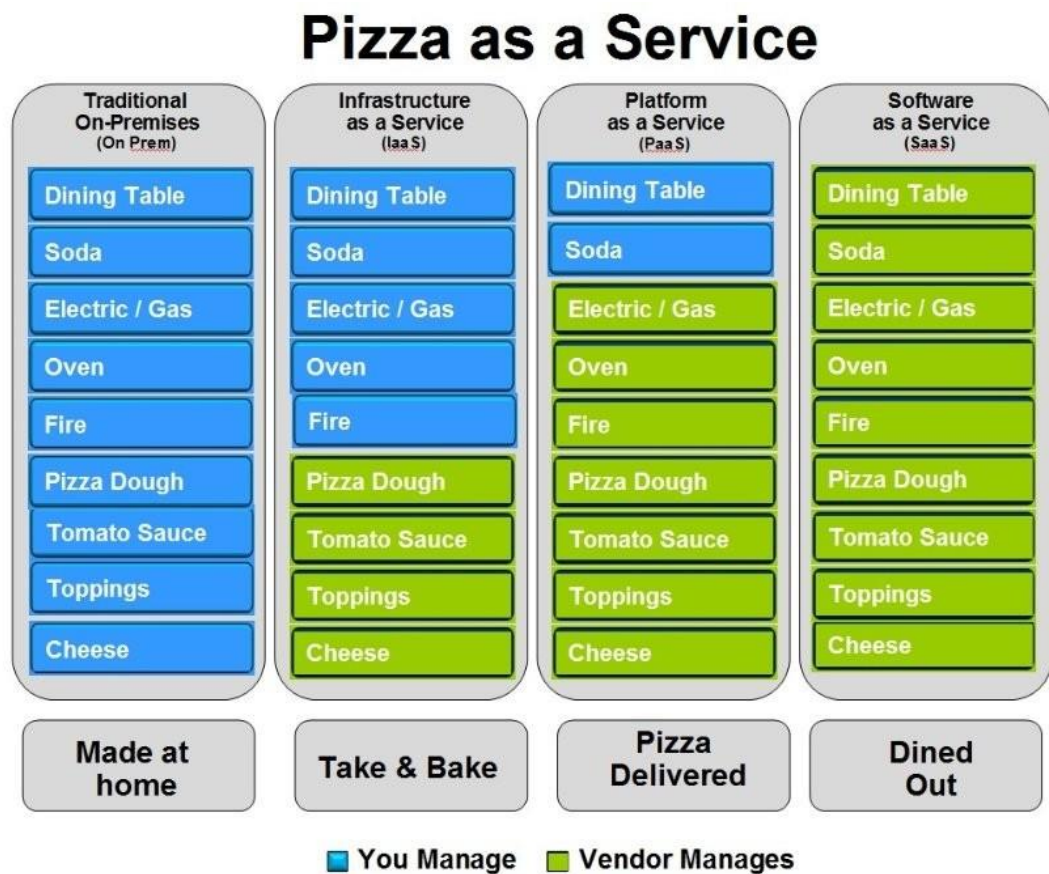 Pizza as a Service
Traditional
On-Premises
(On Prem)
Dining Table
Soda
Electric / Gas
Oven
Fire
Pizza Dough
Tomato Sauce
Toppings
Cheese
Made at
home
Infrastructure
as a Service
(IaaS)
Dining Table
Soda
Electric / Gas
Oven
Fire
Pizza Dough
Tomato Sauce
Toppings
Cheese
Take & Bake
Platform
as a Service
(PaaS)
Dining Table
Soda
Electric / Gas
Oven
Fire
Pizza Dough
Tomato Sauce
Toppings
Cheese
Pizza
Delivered
Software
as a Service
(SaaS)
Dining Table
Soda
Electric / Gas
Oven
Fire
Pizza Dough
Tomato Sauce
Toppings
Cheese
Dined
Out
You Manage
Vendor Manages